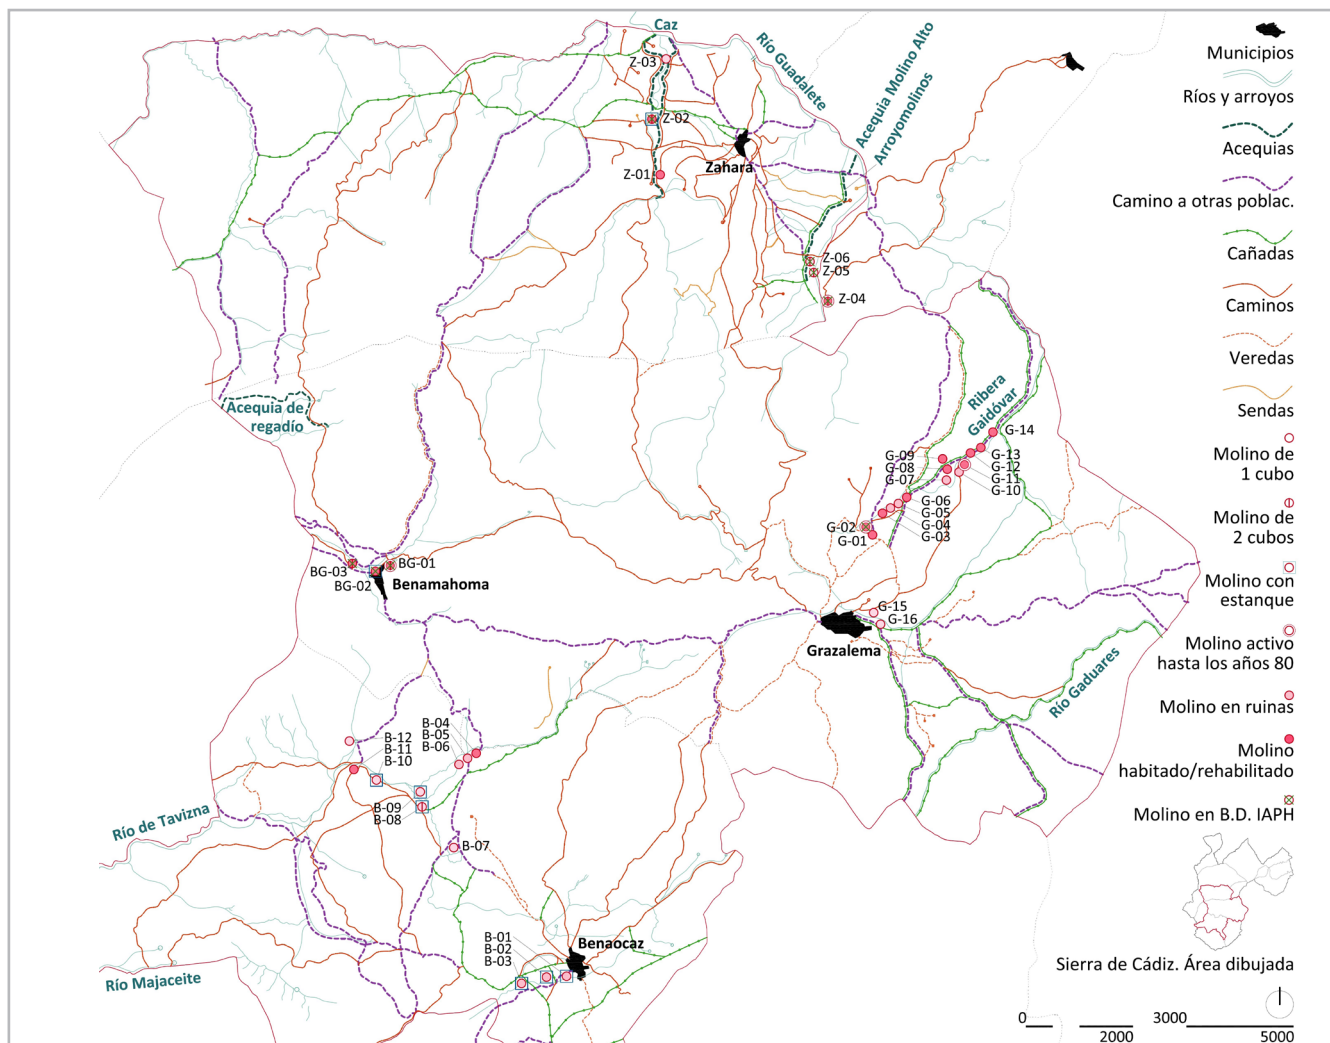 Caz
Río Guadalete
Acequia Molino Alto
Arroyomolinos
Z-03
Z-02
Z-01
Zahara
Z-06
Z-05
Z-04
Acequia de
regadío
Ribera
Gaidóvar
G-14
G-13
G-12
G-11
G-10
G-09
G-08
G-07
G-06
G-05
G-04
G-03
G-02
G-01
BG-01
BG-03
BG-02
Benamahoma
G-15
G-16
Grazalema
Río Gaduares
B-04
B-05
B-06
B-12
B-11
B-10
B-09
B-08
B-07
Río de Tavizna
B-01
B-02
B-03
Benaocaz
Río Majaceite
Municipios
Ríos y arroyos
Acequias
Camino a otras poblac.
Cañadas
Caminos
Veredas
Sendas
Molino de
1 cubo
Molino de
2 cubos
Molino con
estanque
Molino activo
hasta los años 80
Molino en ruinas
Molino
habitado/rehabilitado
Molino en B.D. IAPH
Sierra de Cádiz. Área dibujada
0
3000
2000
5000